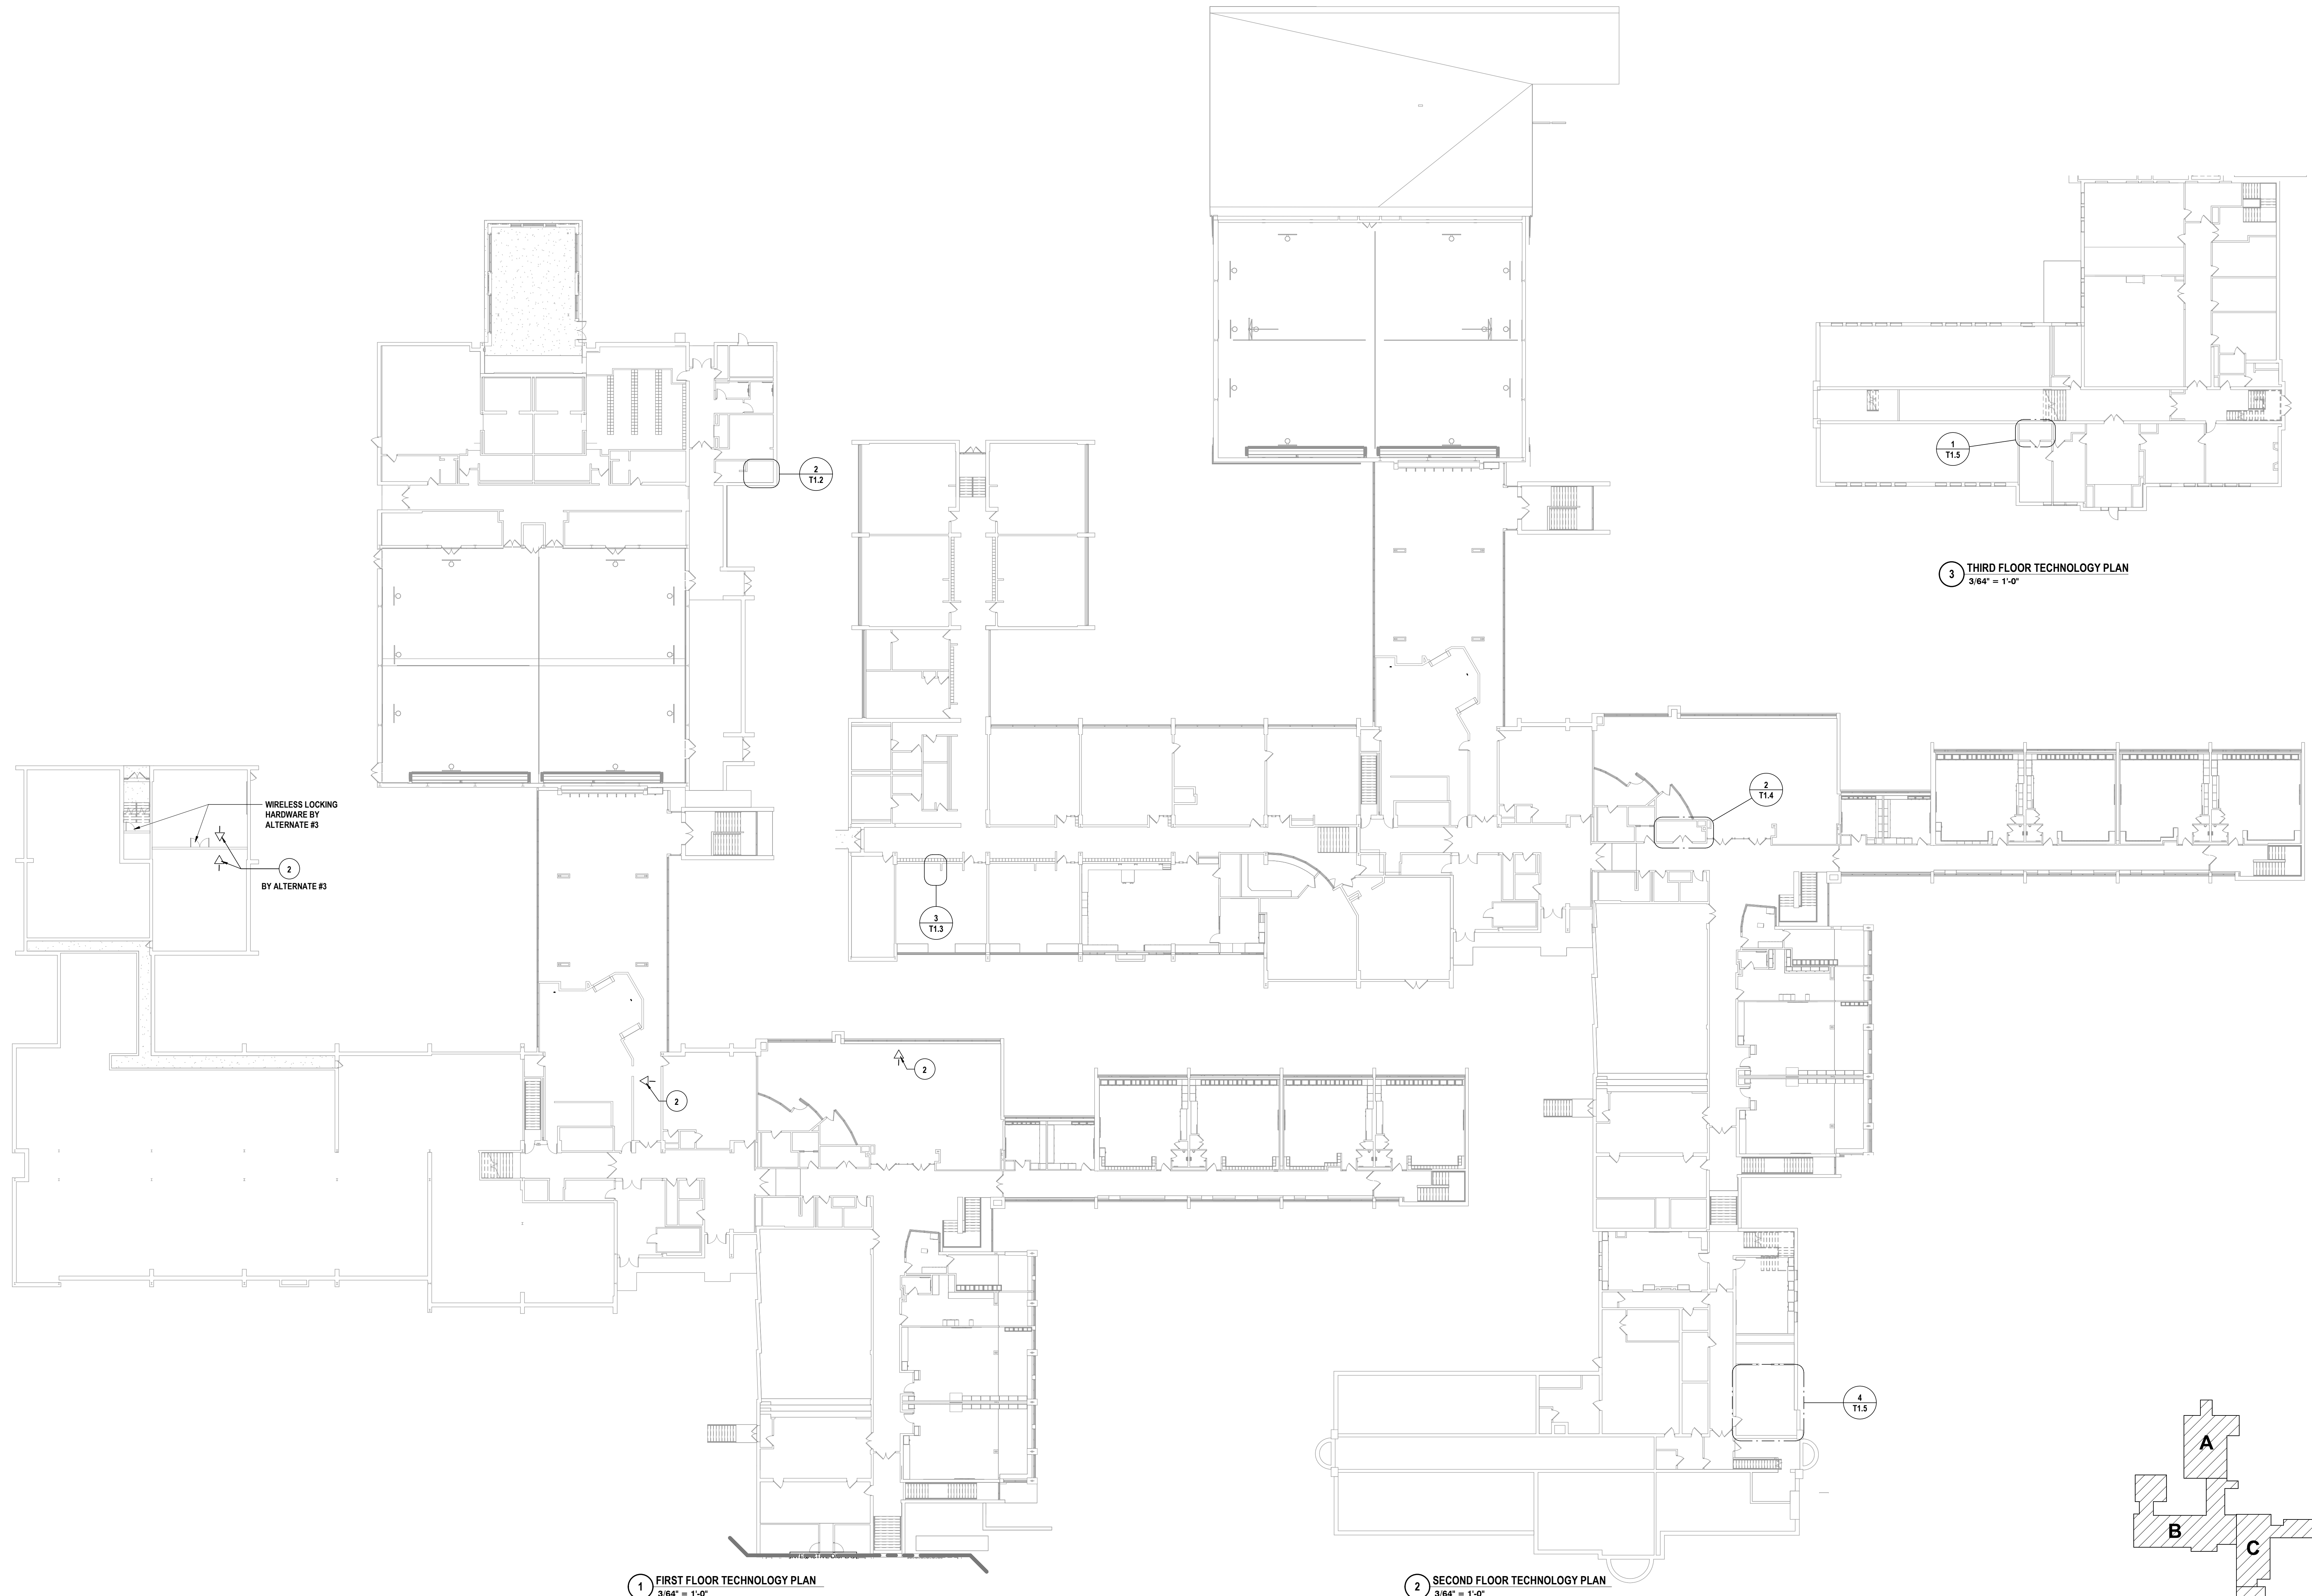 2
T1.2
1
T1.5
3 THIRD FLOOR TECHNOLOGY PLAN
3/64" = 1'-0"
2
T1.4
WIRELESS LOCKING
HARDWARE BY
ALTERNATE #3
2
BY ALTERNATE #3
3
T1.3
2
2
4
T1.5
A
B
C
1 FIRST FLOOR TECHNOLOGY PLAN
3/64" = 1'-0"
2 SECOND FLOOR TECHNOLOGY PLAN
3/64" = 1'-0"